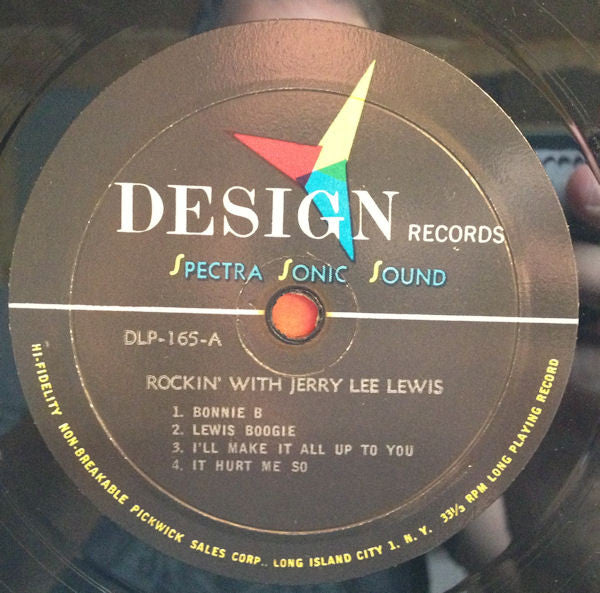 DESIGN RECORDS
SPECTRA SONIC SOUND
DLP-165-A
ROCKIN' WITH JERRY LEE LEWIS
1. BONNIE B
2. LEWIS BOOGIE
3. I'LL MAKE IT ALL UP TO YOU
4. IT HURT ME SO
HI-FIDELITY NON-BREAKABLE PICKWICK SALES CORP.. LONG ISLAND CITY 1. N. Y. 33⅓ RPM LONG PLAYING RECORD